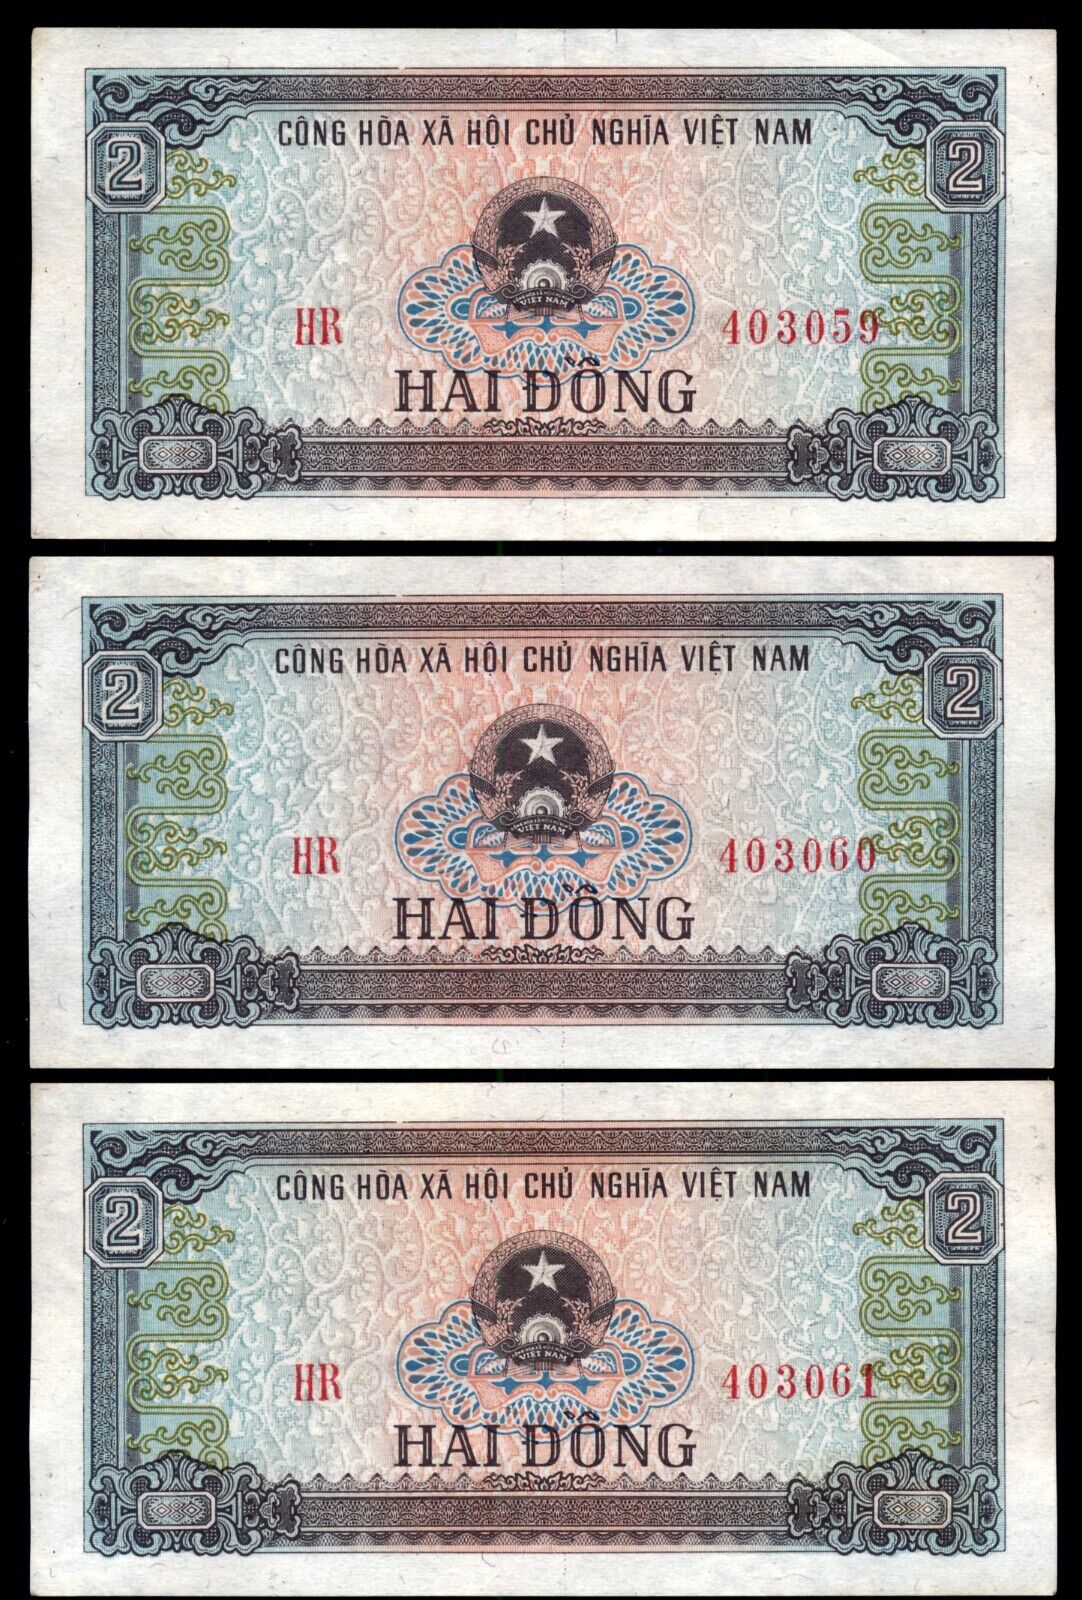 CÔNG HÒA XÃ HỘI CHỦ NGHĨA VIỆT NAM
2 2
VIỆT NAM
HR 403059
HAI ĐỒNG
CỘNG HÒA XÃ HỘI CHỦ NGHĨA VIỆT NAM
2 2
VIỆT NAM
HR 403060
HAI ĐỒNG
CỘNG HÒA XÃ HỘI CHỦ NGHĨA VIỆT NAM
2 2
VIỆT NAM
HR 403061
HAI ĐỒNG